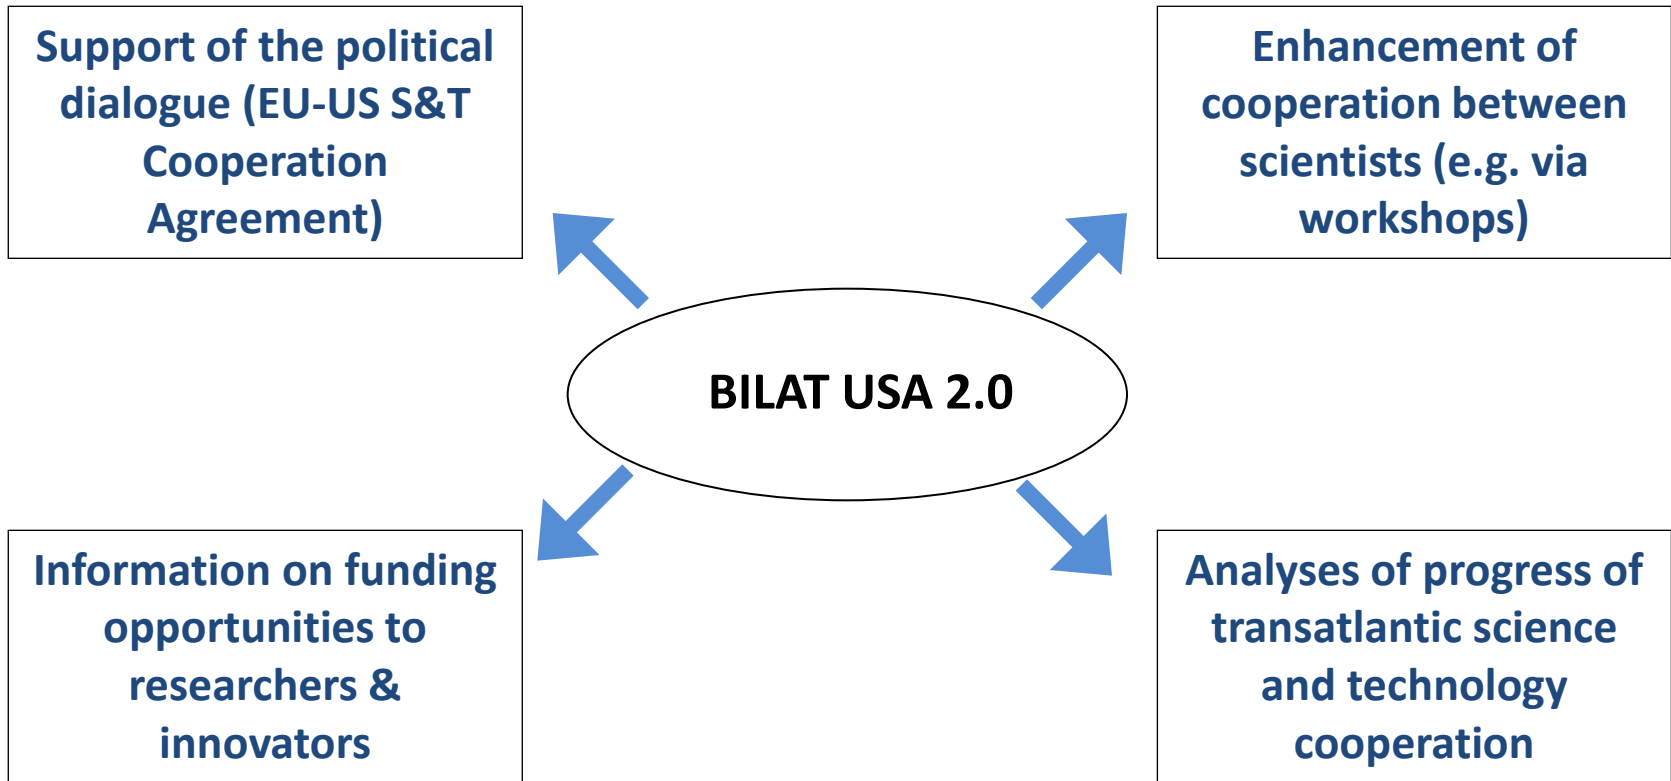 Support of the political
dialogue (EU-US S&T
Cooperation
Agreement)
Enhancement of
cooperation between
scientists (e.g. via
workshops)
BILAT USA 2.0
Information on funding
opportunities to
researchers &
innovators
Analyses of progress of
transatlantic science
and technology
cooperation